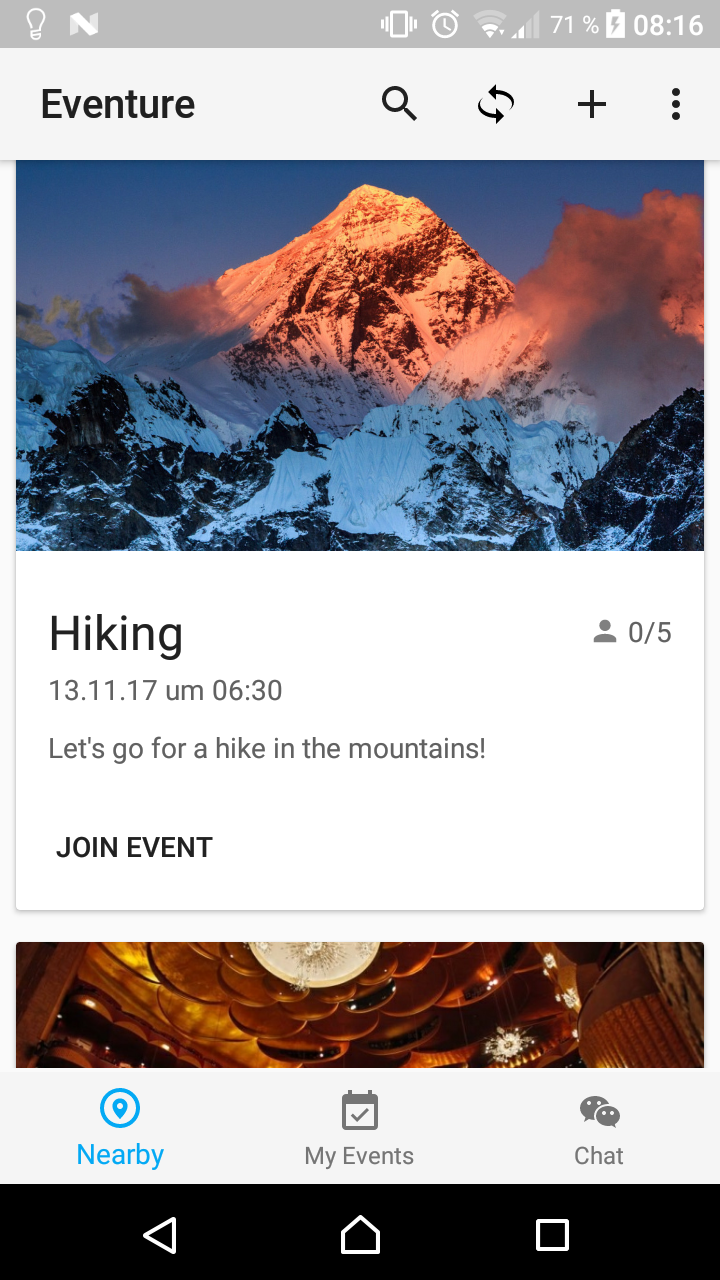 71 % 08:16
Eventure
Hiking 0/5
13.11.17 um 06:30
Let's go for a hike in the mountains!
JOIN EVENT
Nearby My Events Chat